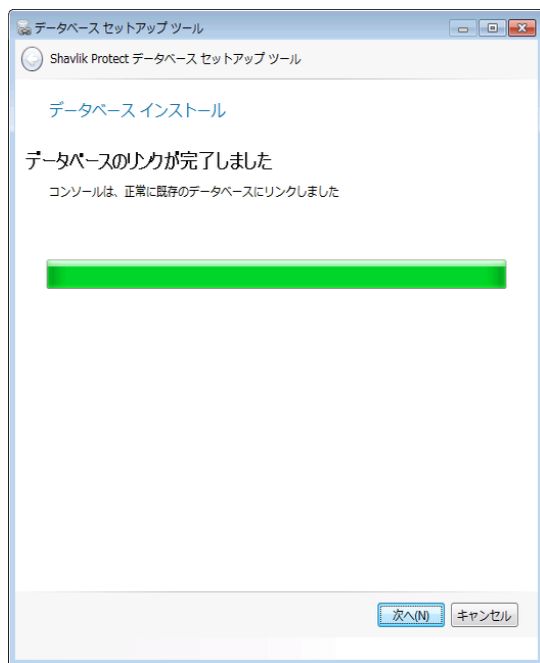 データベース セットアップ ツール
Shavlik Protect データベース セットアップ ツール
データベース インストール
データベースのリンクが完了しました
コンソールは、正常に既存のデータベースにリンクしました
次へ(N)
キャンセル